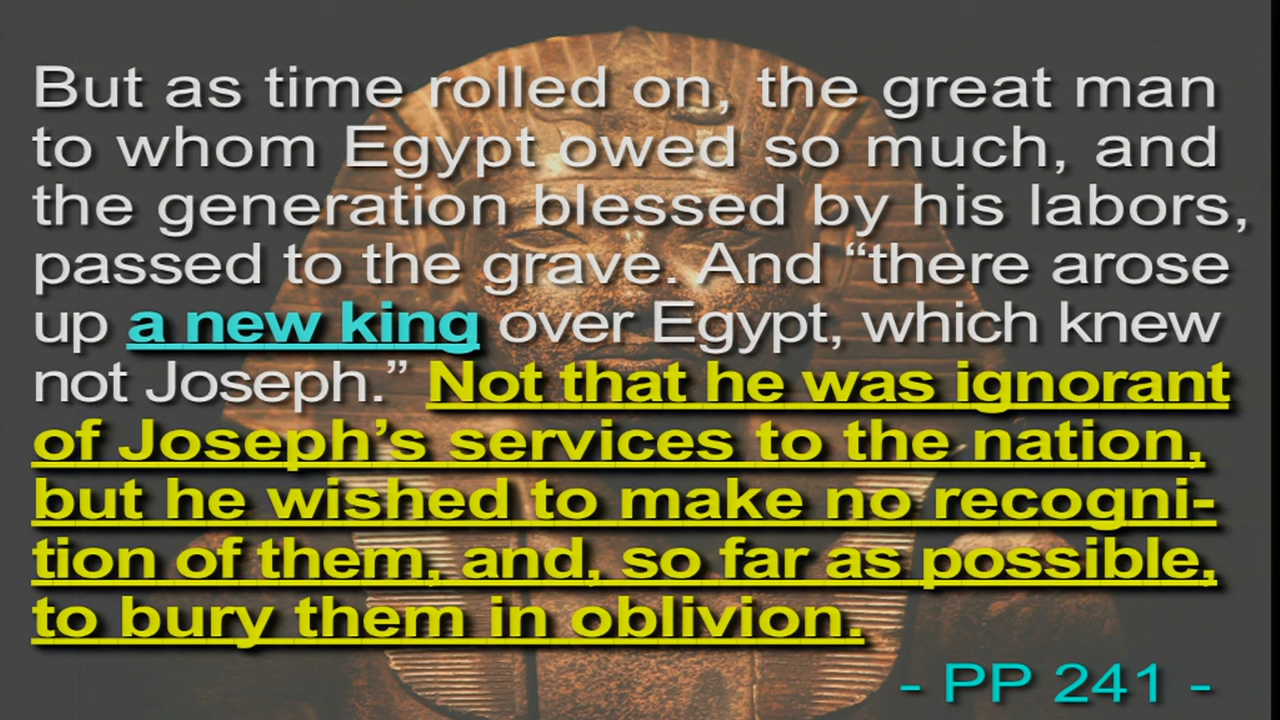 But as time rolled on, the great man
to whom Egypt owed so much, and
the generation blessed by his labors,
passed to the grave. And “there arose
up a new king over Egypt, which knew
not Joseph.” Not that he was ignorant
of Joseph’s services to the nation,
but he wished to make no recogni-
tion of them, and, so far as possible,
to bury them in oblivion.
- PP 241 -